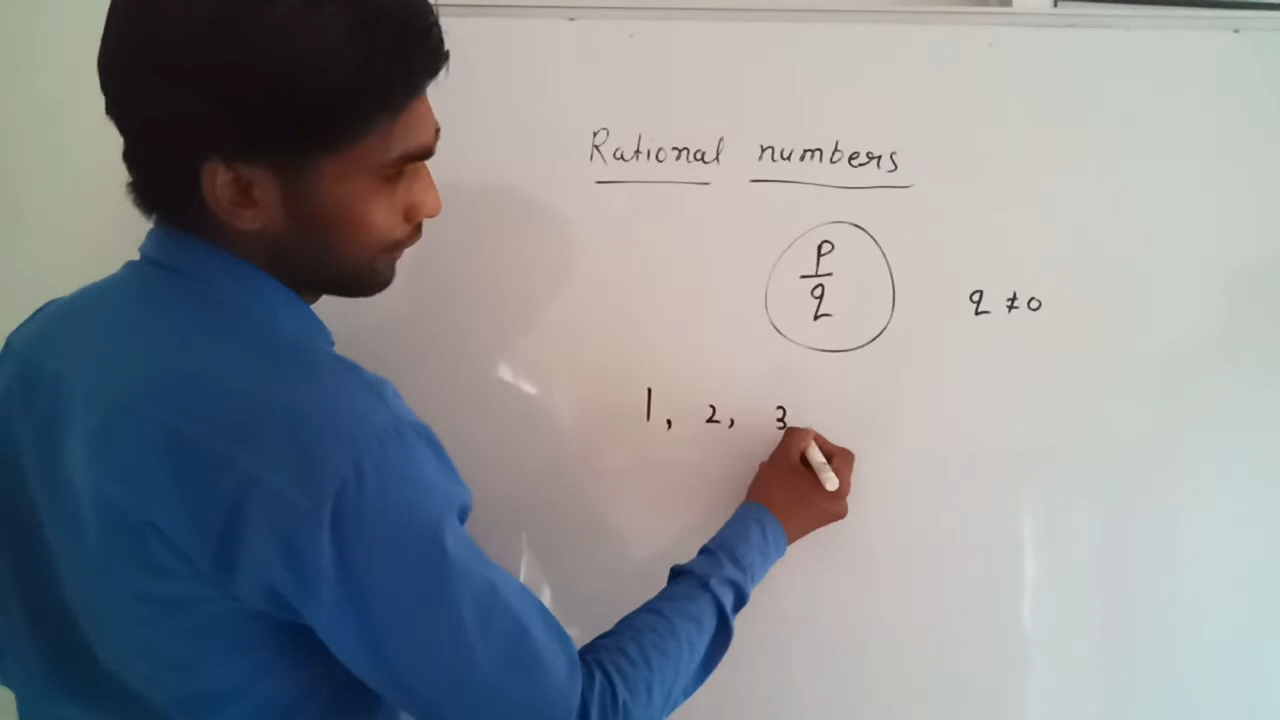 Rational numbers
p
q
q ≠ 0
1, 2, 3